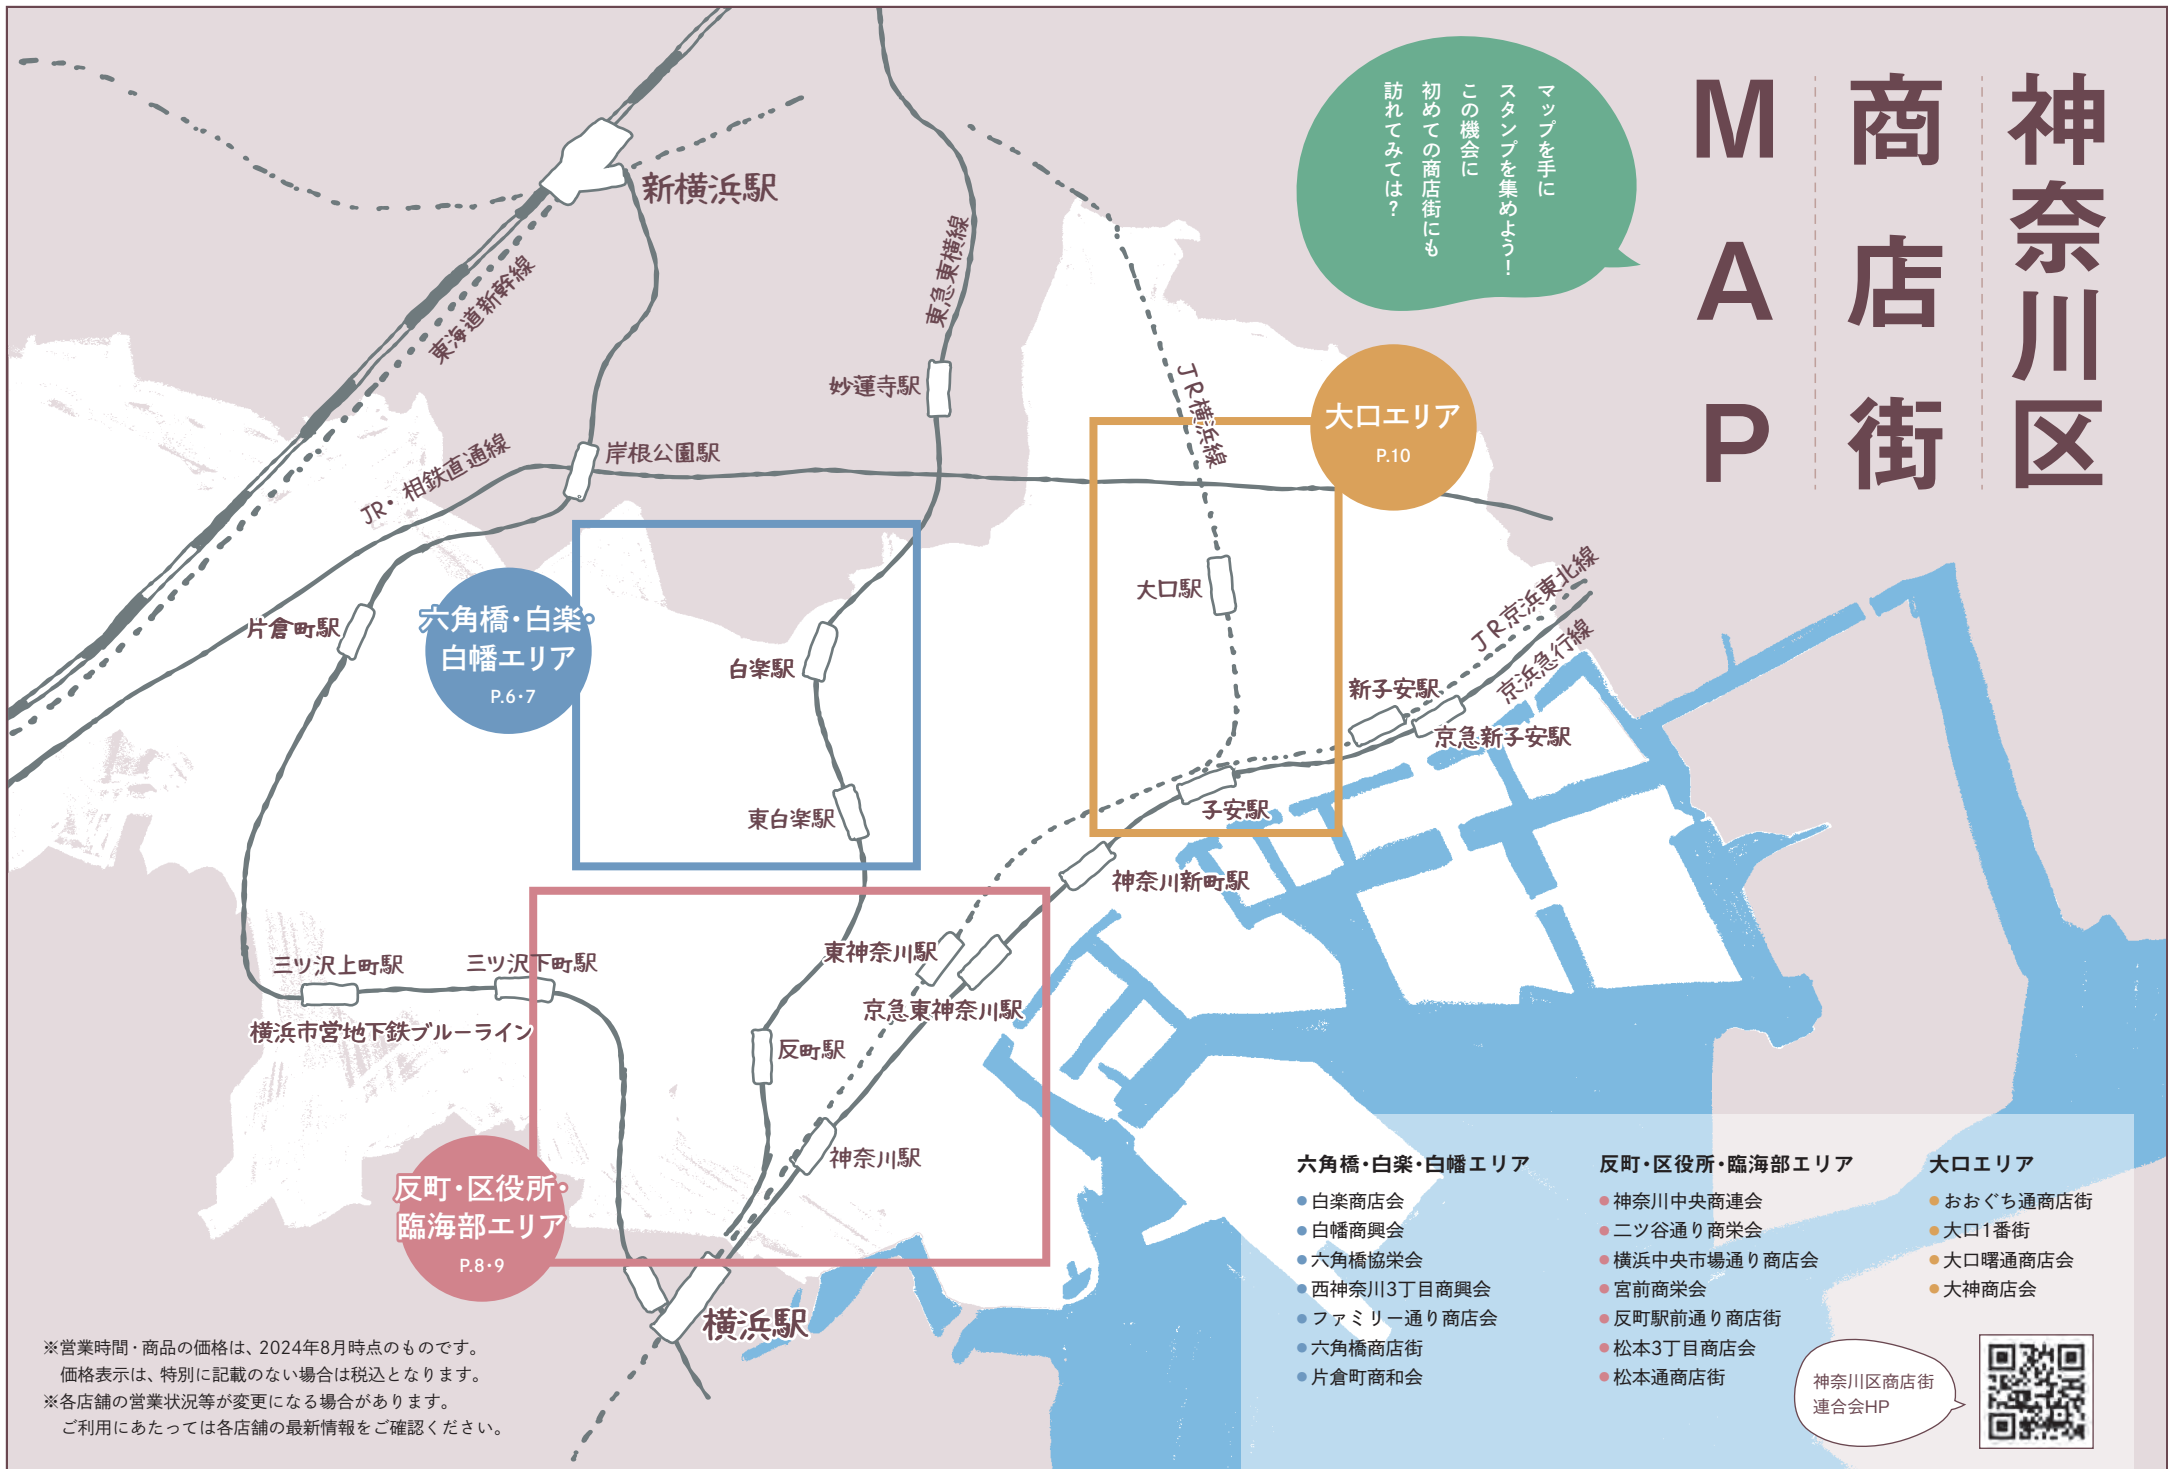 神奈川区
商店街
MAP
マップを手に
スタンプを集めよう！
この機会に
初めての商店街にも
訪れてみては？
新横浜駅
東海道新幹線
東急東横線
妙蓮寺駅
JR横浜線
大口エリア
P.10
岸根公園駅
JR・相鉄直通線
片倉町駅
六角橋・白楽・
白幡エリア
P.6・7
白楽駅
大口駅
JR京浜東北線
京浜急行線
新子安駅
京急新子安駅
東白楽駅
子安駅
神奈川新町駅
三ツ沢上町駅
三ツ沢下町駅
東神奈川駅
京急東神奈川駅
横浜市営地下鉄ブルーライン
反町駅
神奈川駅
反町・区役所・
臨海部エリア
P.8・9
横浜駅
六角橋・白楽・白幡エリア
白楽商店会
白幡商興会
六角橋協栄会
西神奈川3丁目商興会
ファミリー通り商店会
六角橋商店街
片倉町商和会
反町・区役所・臨海部エリア
神奈川中央商連会
二ツ谷通り商栄会
横浜中央市場通り商店会
宮前商栄会
反町駅前通り商店街
松本3丁目商店会
松本通商店街
大口エリア
おおぐち通商店街
大口1番街
大口曙通商店会
大神商店会
神奈川区商店街
連合会HP
※営業時間・商品の価格は、2024年8月時点のものです。
価格表示は、特別に記載のない場合は税込となります。
※各店舗の営業状況等が変更になる場合があります。
ご利用にあたっては各店舗の最新情報をご確認ください。